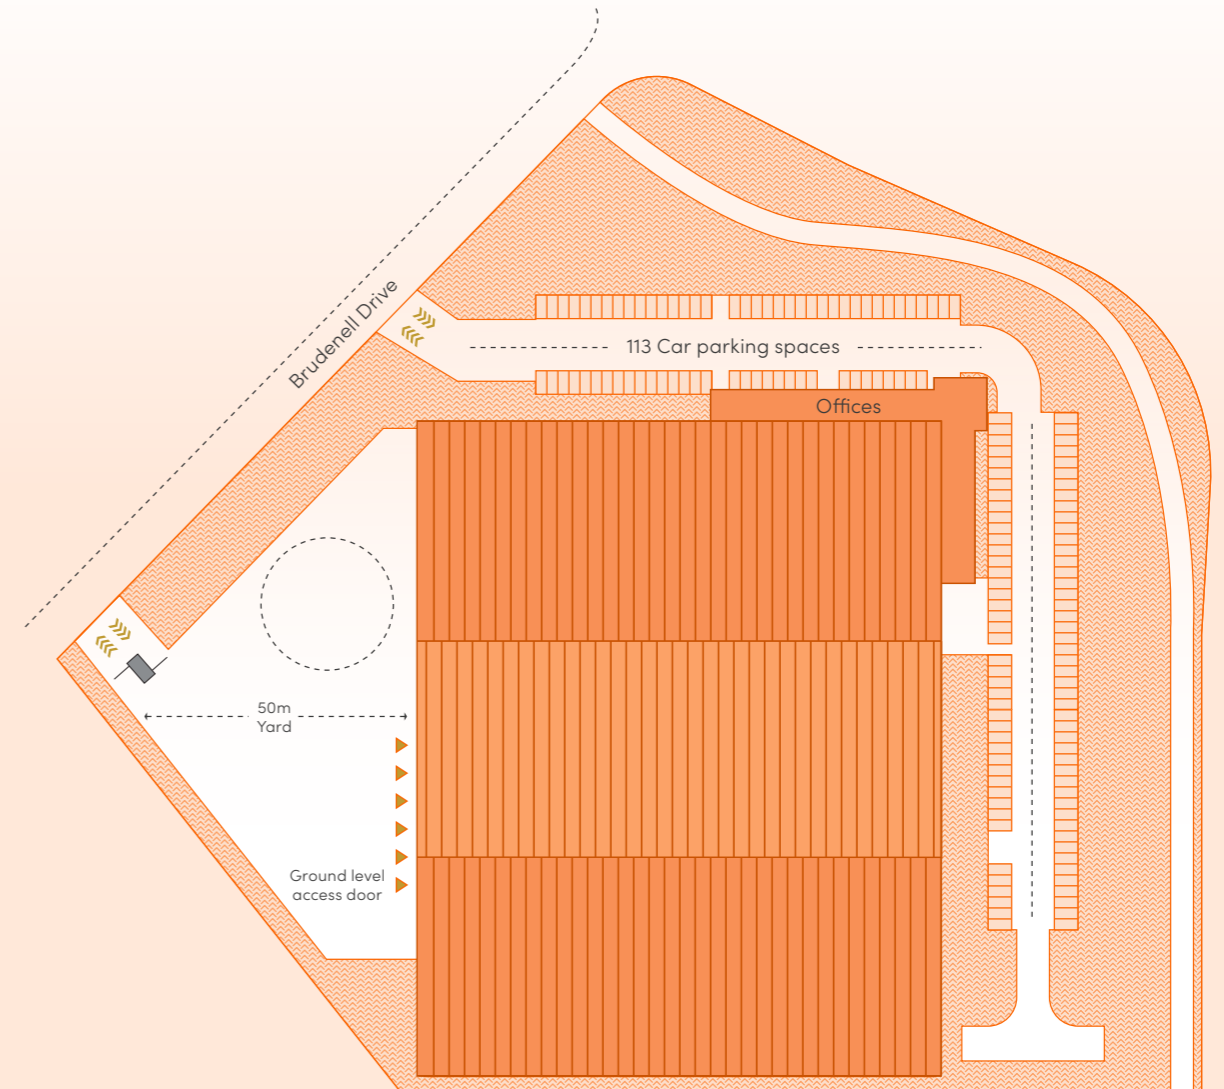 Brudenell Drive
113 Car parking spaces
Offices
50m
Yard
Ground level
access door